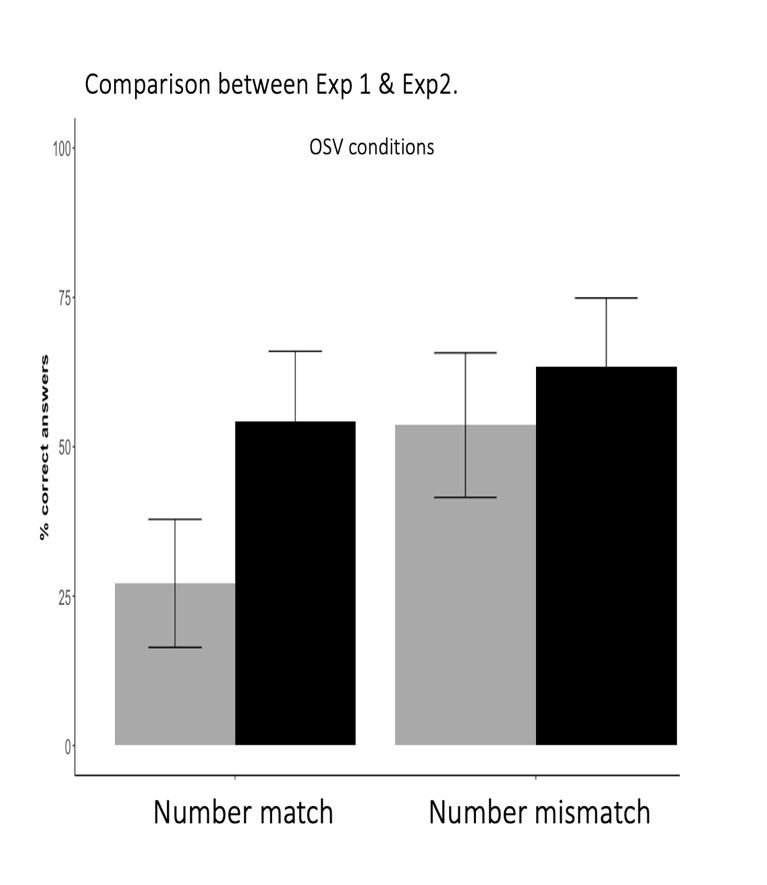 Comparison between Exp 1 & Exp2.
OSV conditions
100
75
50
25
0
% correct answers
Number match
Number mismatch